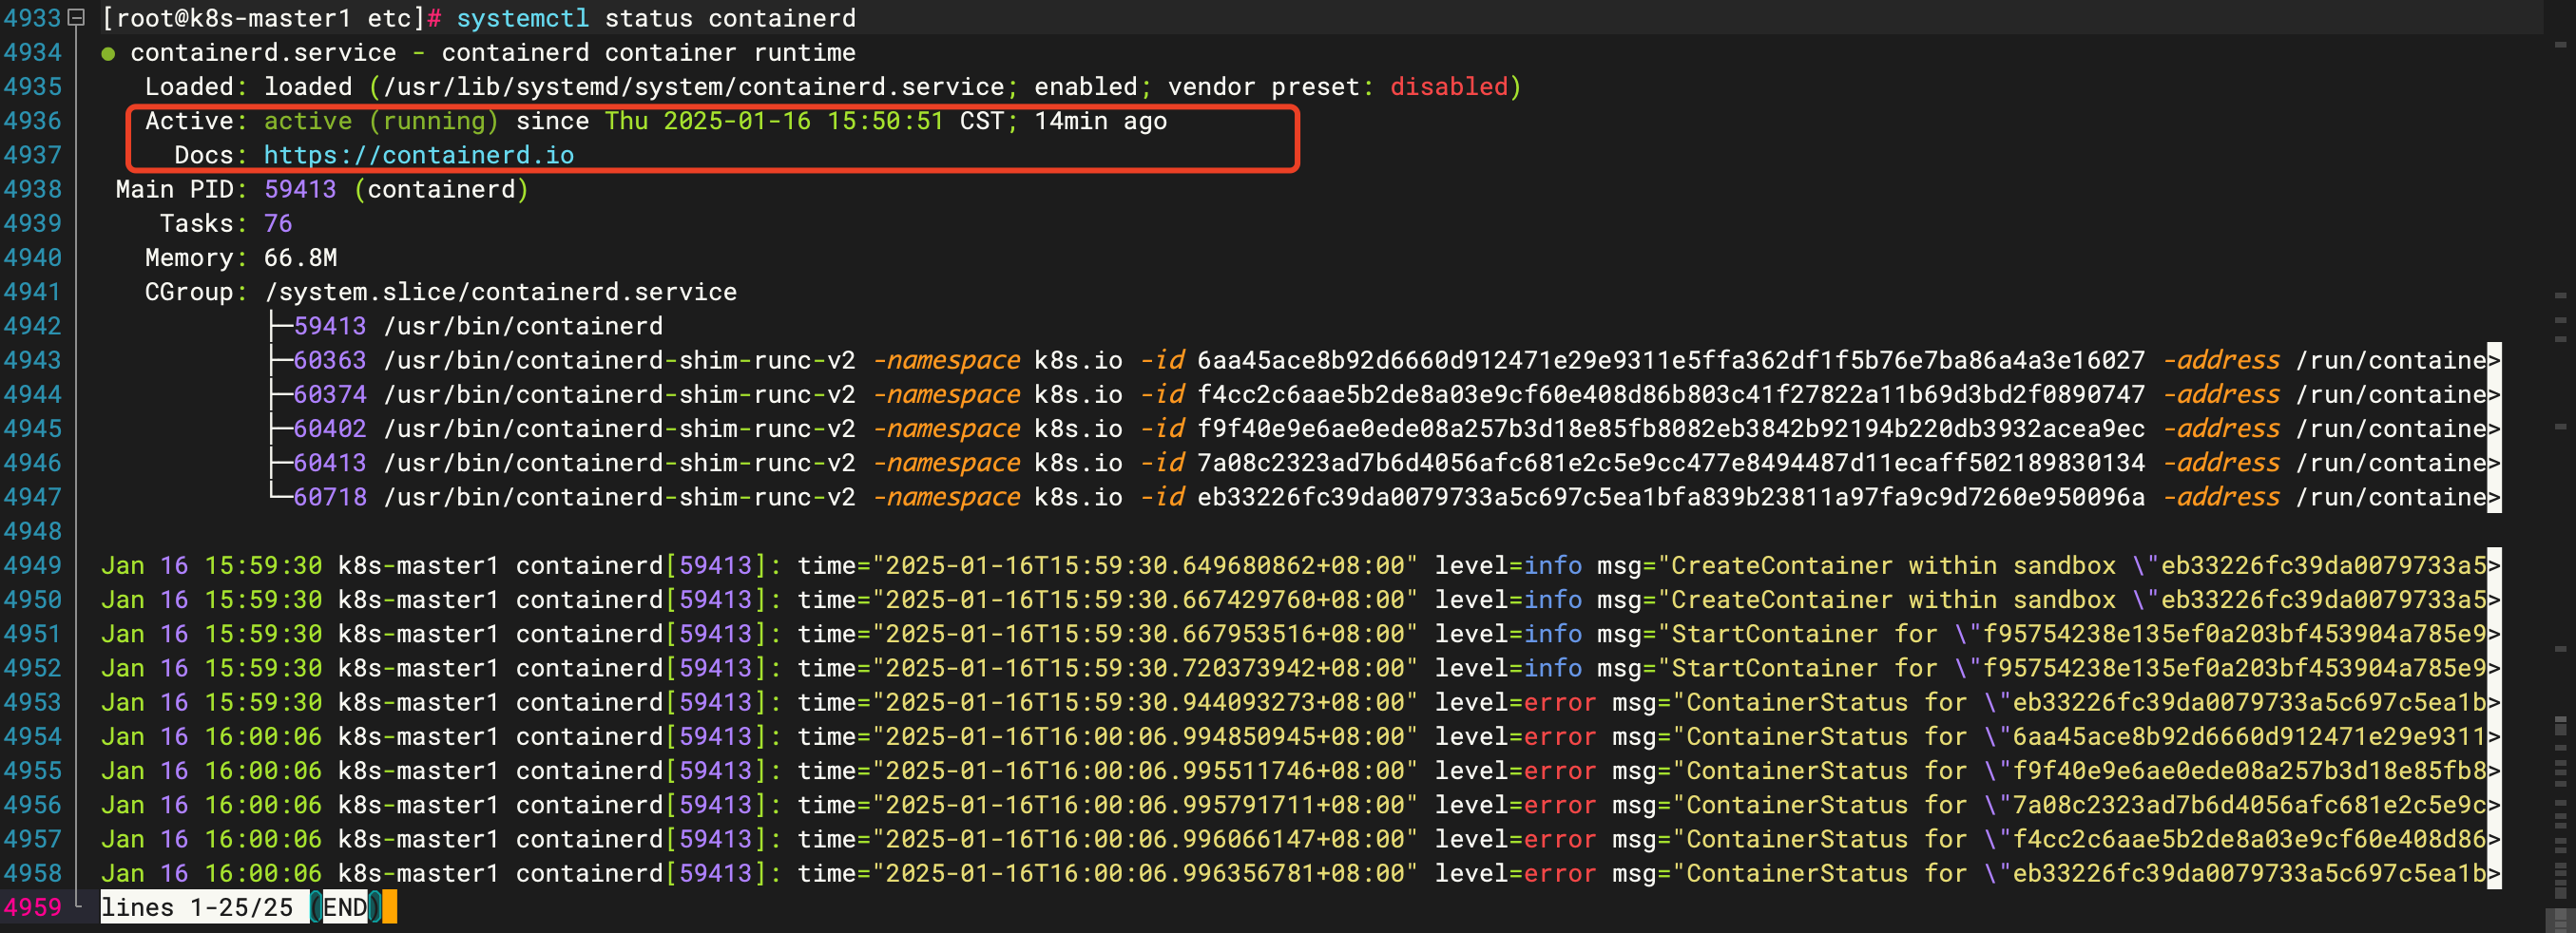 4933 [root@k8s-master1 etc]# systemctl status containerd
4934 ● containerd.service - containerd container runtime
4935 Loaded: loaded (/usr/lib/systemd/system/containerd.service; enabled; vendor preset: disabled)
4936 Active: active (running) since Thu 2025-01-16 15:50:51 CST; 14min ago
4937 Docs: https://containerd.io
4938 Main PID: 59413 (containerd)
4939 Tasks: 76
4940 Memory: 66.8M
4941 CGroup: /system.slice/containerd.service
4942 ├─59413 /usr/bin/containerd
4943 ├─60363 /usr/bin/containerd-shim-runc-v2 -namespace k8s.io -id 6aa45ace8b92d6660d912471e29e9311e5ffa362df1f5b76e7ba86a4a3e16027 -address /run/containe>
4944 ├─60374 /usr/bin/containerd-shim-runc-v2 -namespace k8s.io -id f4cc2c6aae5b2de8a03e9cf60e408d86b803c41f27822a11b69d3bd2f0890747 -address /run/containe>
4945 ├─60402 /usr/bin/containerd-shim-runc-v2 -namespace k8s.io -id f9f40e9e6ae0ede08a257b3d18e85fb8082eb3842b92194b220db3932acea9ec -address /run/containe>
4946 ├─60413 /usr/bin/containerd-shim-runc-v2 -namespace k8s.io -id 7a08c2323ad7b6d4056afc681e2c5e9cc477e8494487d11ecaff502189830134 -address /run/containe>
4947 └─60718 /usr/bin/containerd-shim-runc-v2 -namespace k8s.io -id eb33226fc39da0079733a5c697c5ea1bfa839b23811a97fa9c9d7260e950096a -address /run/containe>
4948
4949 Jan 16 15:59:30 k8s-master1 containerd[59413]: time="2025-01-16T15:59:30.649680862+08:00" level=info msg="CreateContainer within sandbox \"eb33226fc39da0079733a5>
4950 Jan 16 15:59:30 k8s-master1 containerd[59413]: time="2025-01-16T15:59:30.667429760+08:00" level=info msg="CreateContainer within sandbox \"eb33226fc39da0079733a5>
4951 Jan 16 15:59:30 k8s-master1 containerd[59413]: time="2025-01-16T15:59:30.667953516+08:00" level=info msg="StartContainer for \"f95754238e135ef0a203bf453904a785e9>
4952 Jan 16 15:59:30 k8s-master1 containerd[59413]: time="2025-01-16T15:59:30.720373942+08:00" level=info msg="StartContainer for \"f95754238e135ef0a203bf453904a785e9>
4953 Jan 16 15:59:30 k8s-master1 containerd[59413]: time="2025-01-16T15:59:30.944093273+08:00" level=error msg="ContainerStatus for \"eb33226fc39da0079733a5c697c5ea1b>
4954 Jan 16 16:00:06 k8s-master1 containerd[59413]: time="2025-01-16T16:00:06.994850945+08:00" level=error msg="ContainerStatus for \"6aa45ace8b92d6660d912471e29e9311>
4955 Jan 16 16:00:06 k8s-master1 containerd[59413]: time="2025-01-16T16:00:06.995511746+08:00" level=error msg="ContainerStatus for \"f9f40e9e6ae0ede08a257b3d18e85fb8>
4956 Jan 16 16:00:06 k8s-master1 containerd[59413]: time="2025-01-16T16:00:06.995791711+08:00" level=error msg="ContainerStatus for \"7a08c2323ad7b6d4056afc681e2c5e9c>
4957 Jan 16 16:00:06 k8s-master1 containerd[59413]: time="2025-01-16T16:00:06.996066147+08:00" level=error msg="ContainerStatus for \"f4cc2c6aae5b2de8a03e9cf60e408d86>
4958 Jan 16 16:00:06 k8s-master1 containerd[59413]: time="2025-01-16T16:00:06.996356781+08:00" level=error msg="ContainerStatus for \"eb33226fc39da0079733a5c697c5ea1b>
4959 lines 1-25/25 (END)